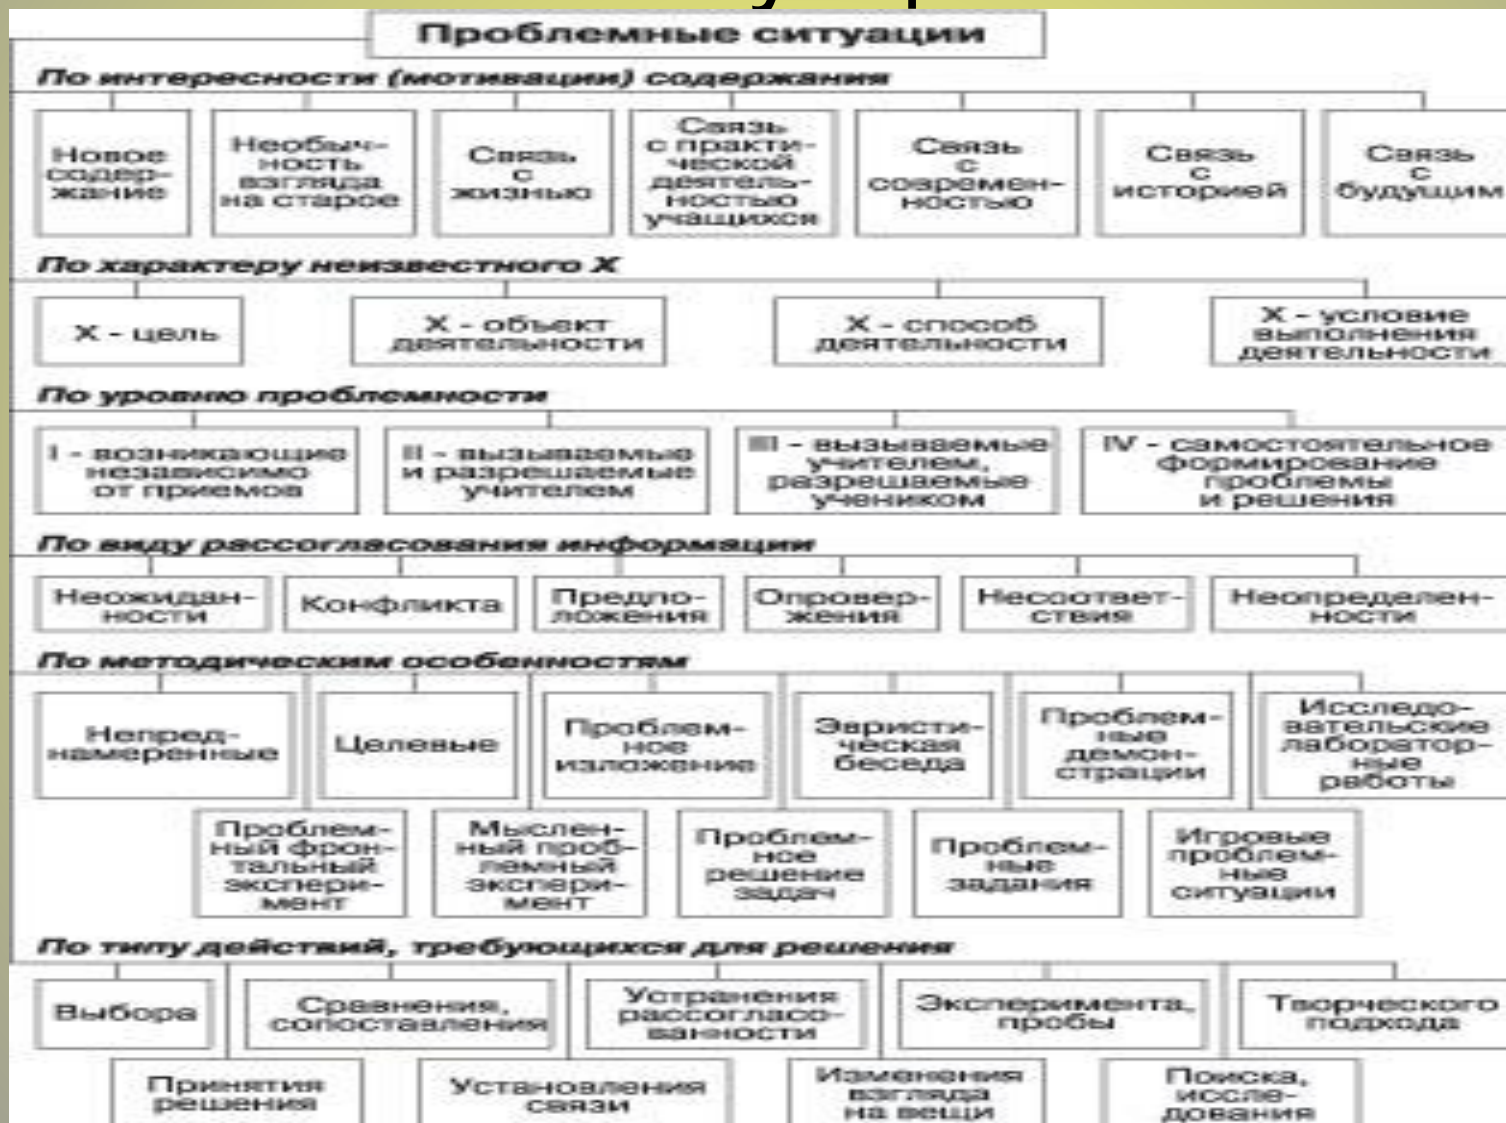 Проблемные ситуации
По интересности (мотивации) содержания
Новое
содер-
жание
Необыч-
ность
взгляда
на старое
Связь
с
жизнью
Связь
с практи-
ческой
деятель-
ностью
учащихся
Связь
с
современ-
ностью
Связь
с
историей
Связь
с
будущим
По характеру неизвестного X
X - цель
X - объект
деятельности
X - способ
деятельности
X - условие
выполнения
деятельности
По уровню проблемности
I - возникающие
независимо
от приемов
II - вызываемые
и разрешаемые
учителем
III - вызываемые
учителем,
разрешаемые
учеником
IV - самостоятельное
формирование
проблемы
и решения
По виду рассогласования информации
Неожидан-
ности
Конфликта
Предпо-
ложения
Опровер-
жения
Несоответ-
ствия
Неопределен-
ности
По методическим особенностям
Непред-
намеренные
Целевые
Проблем-
ное
изложение
Эвристи-
ческая
беседа
Проблем-
ные
демон-
страции
Исследо-
вательские
лаборатор-
ные
работы
Проблем-
ный фрон-
тальный
экспери-
мент
Мыслен-
ный проб-
лемный
экспери-
мент
Проблем-
ное
решение
задач
Проблем-
ные
задания
Игровые
проблем-
ные
ситуации
По типу действий, требующихся для решения
Выбора
Сравнения,
сопоставления
Устранения
рассогласо-
ванности
Эксперимента,
пробы
Творческого
подхода
Принятия
решения
Установления
связи
Изменения
взгляда
на вещи
Поиска,
иссле-
дования